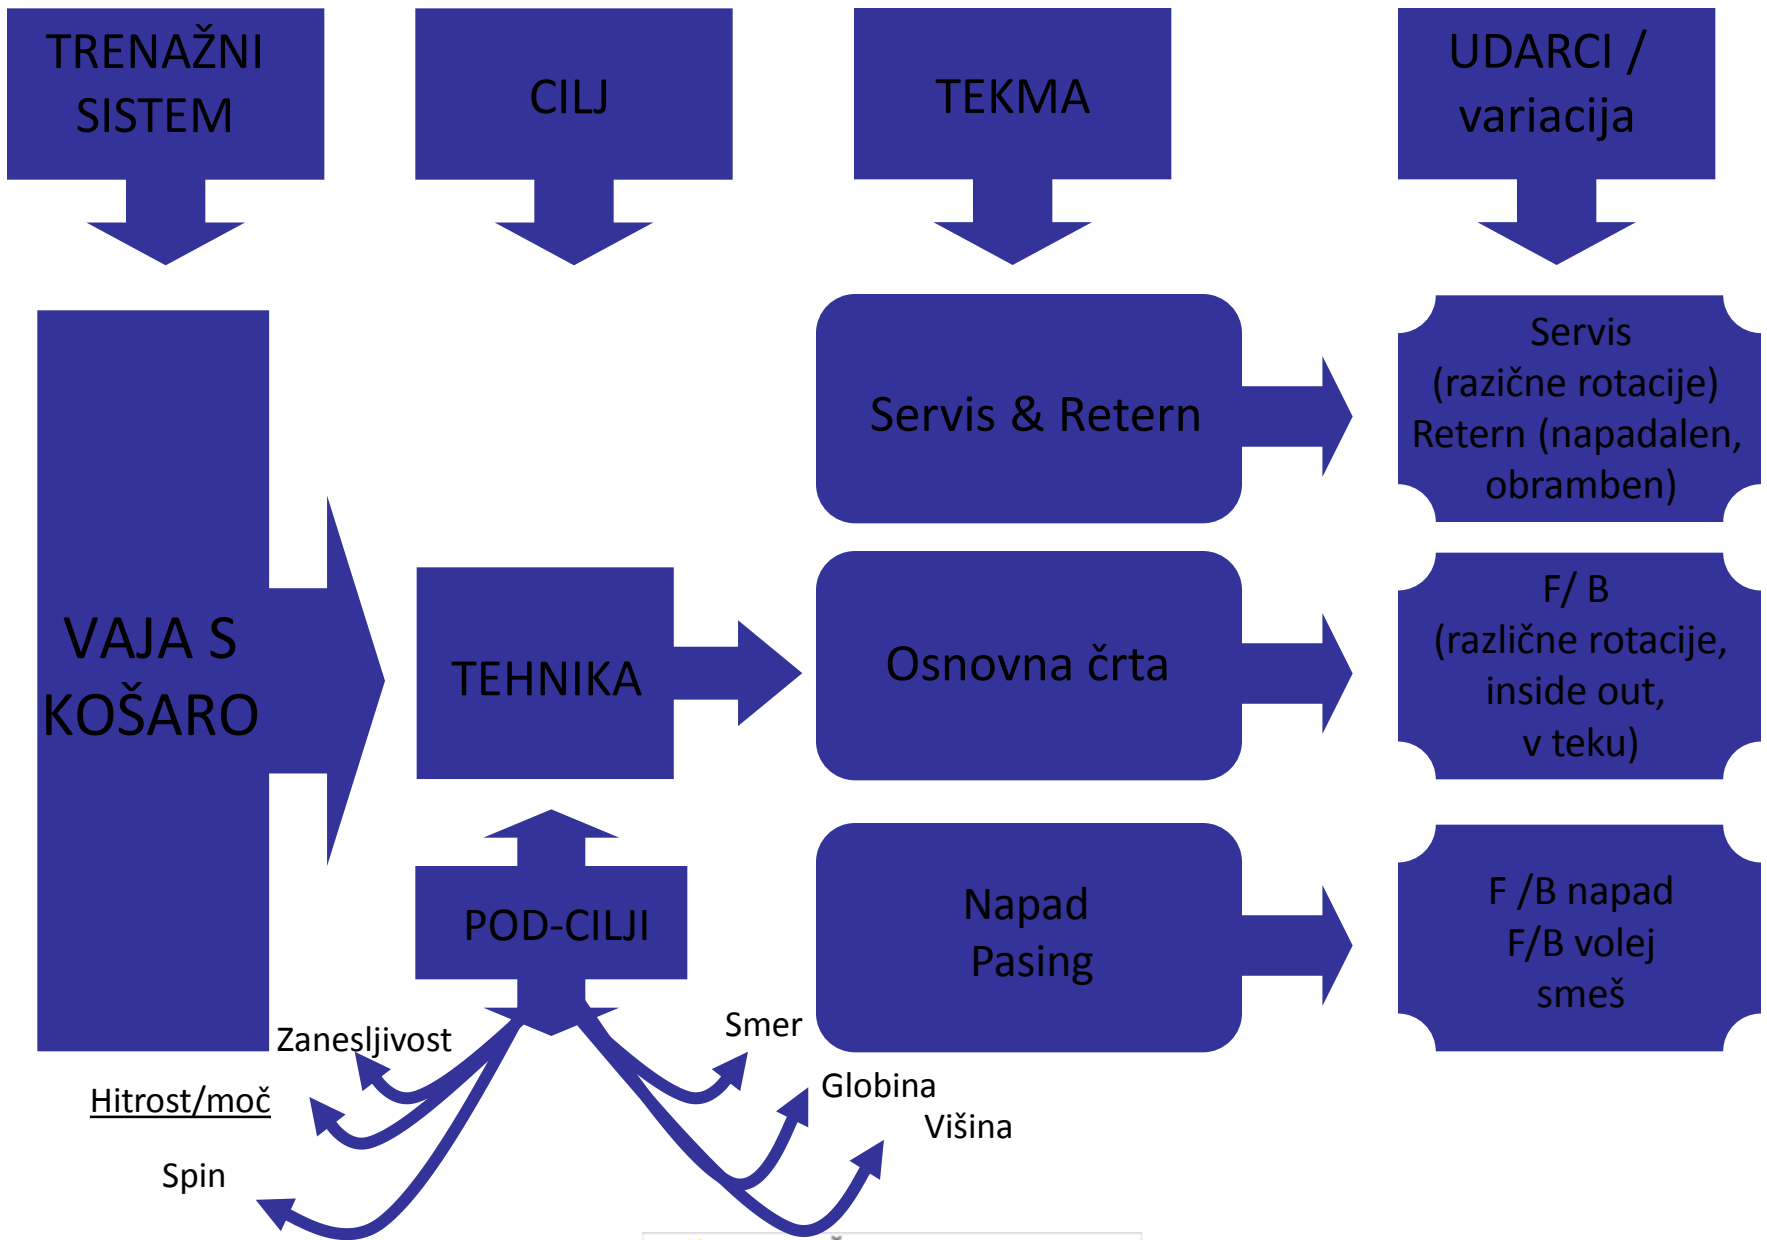 TRENAŽNI
SISTEM
CILJ
TEKMA
UDARCI /
variacija
VAJA S
KOŠARO
TEHNIKA
POD-CILJI
Servis & Retern
Osnovna črta
Napad
Pasing
Servis
(razične rotacije)
Retern (napadalen,
obramben)
F/ B
(različne rotacije,
inside out,
v teku)
F /B napad
F/B volej
smeš
Zanesljivost
Hitrost/moč
Spin
Smer
Globina
Višina